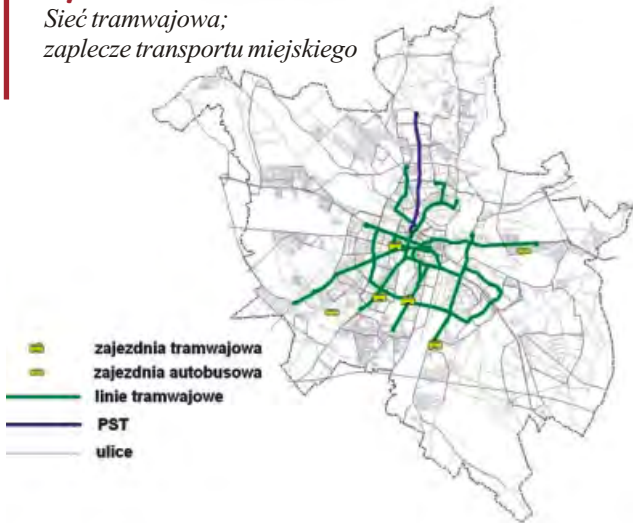 Sieć tramwajowa;
zaplecze transportu miejskiego
zajezdnia tramwajowa
zajezdnia autobusowa
linie tramwajowe
PST
ulice